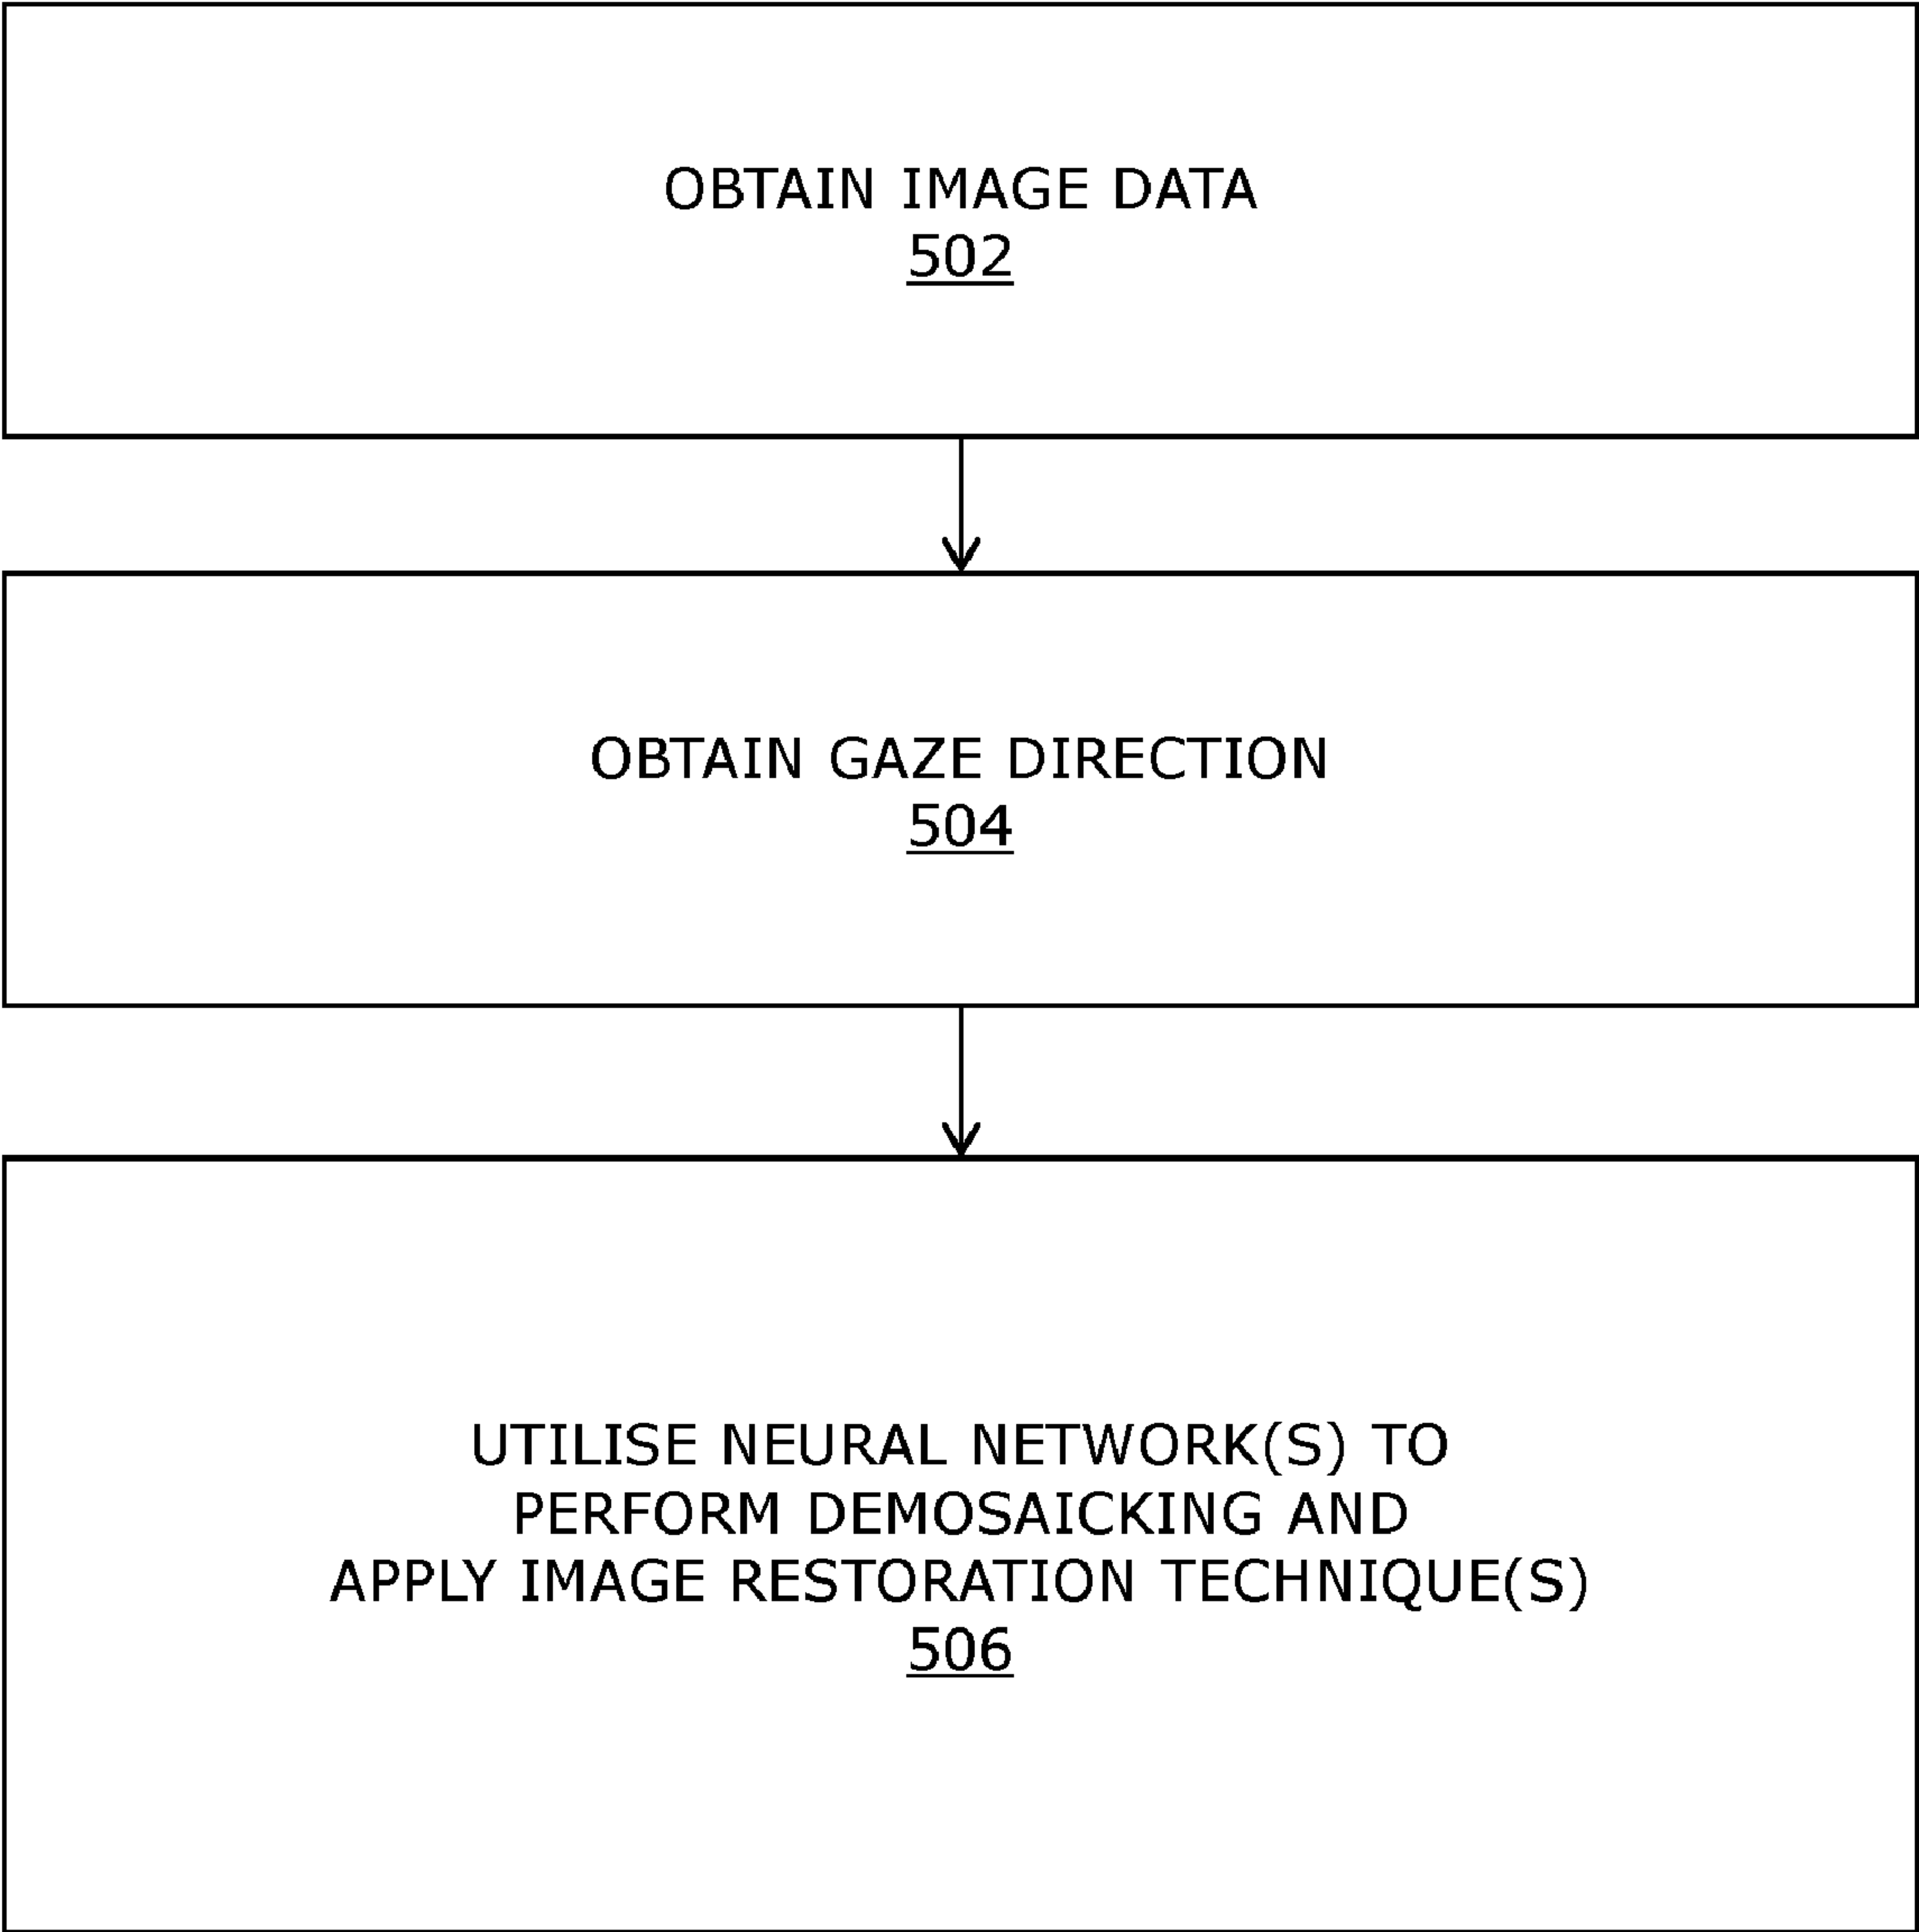 OBTAIN IMAGE DATA
502
OBTAIN GAZE DIRECTION
504
UTILISE NEURAL NETWORK(S) TO
PERFORM DEMOSAICKING AND
APPLY IMAGE RESTORATION TECHNIQUE(S)
506